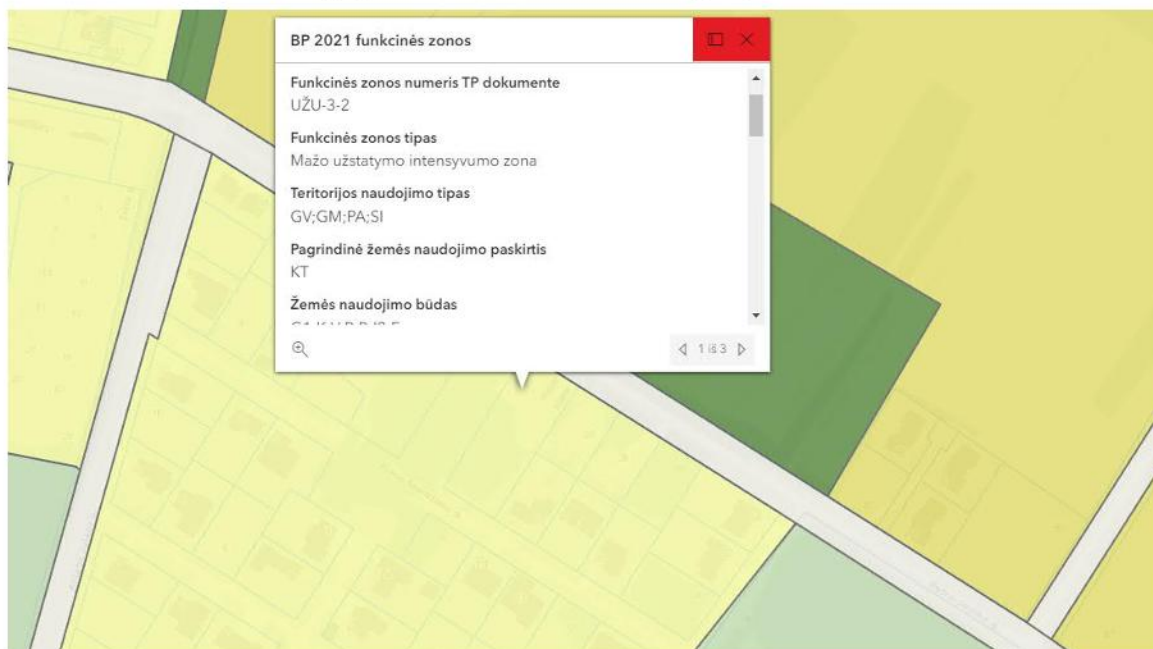 BP 2021 funkcinės zonos
Funkcinės zonos numeris TP dokumente
UŽU-3-2
Funkcinės zonos tipas
Mažo užstatymo intensyvumo zona
Teritorijos naudojimo tipas
GV;GM;PA;SI
Pagrindinė žemės naudojimo paskirtis
KT
Žemės naudojimo būdas
1 iš 3